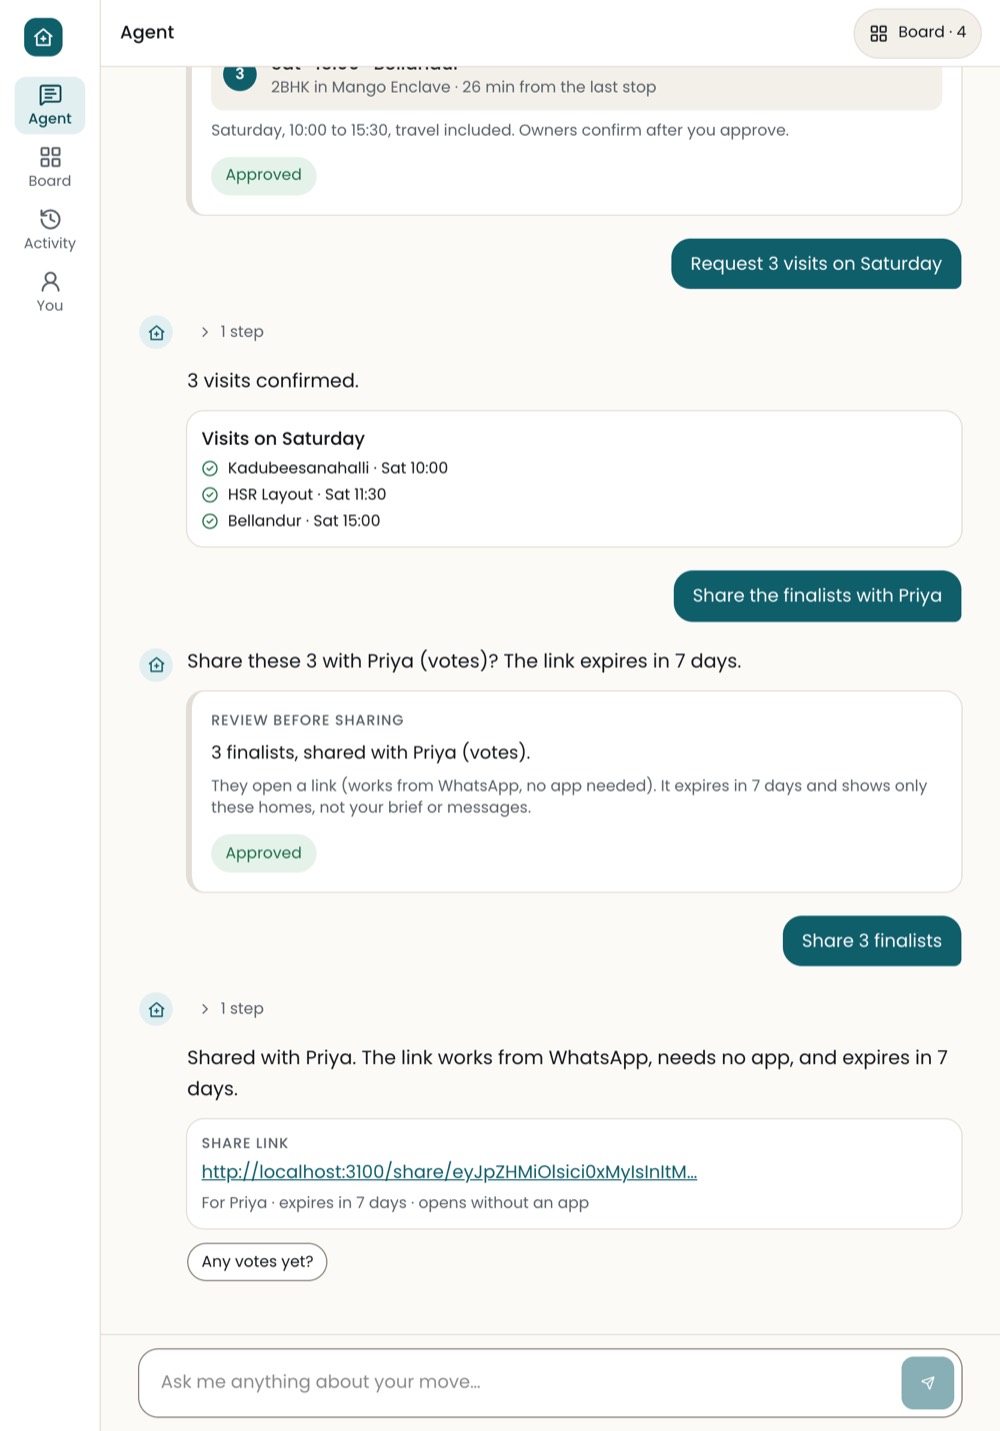 Agent
Board · 4
Agent
Board
Activity
You
3
Sat · 15:00 · Bellandur
2BHK in Mango Enclave · 26 min from the last stop
Saturday, 10:00 to 15:30, travel included. Owners confirm after you approve.
Approved
Request 3 visits on Saturday
1 step
3 visits confirmed.
Visits on Saturday
Kadubeesanahalli · Sat 10:00
HSR Layout · Sat 11:30
Bellandur · Sat 15:00
Share the finalists with Priya
Share these 3 with Priya (votes)? The link expires in 7 days.
REVIEW BEFORE SHARING
3 finalists, shared with Priya (votes).
They open a link (works from WhatsApp, no app needed). It expires in 7 days and shows only
these homes, not your brief or messages.
Approved
Share 3 finalists
1 step
Shared with Priya. The link works from WhatsApp, needs no app, and expires in 7
days.
SHARE LINK
http://localhost:3100/share/eyJpZHMiOlsici0xMyIsInItM...
For Priya · expires in 7 days · opens without an app
Any votes yet?
Ask me anything about your move...